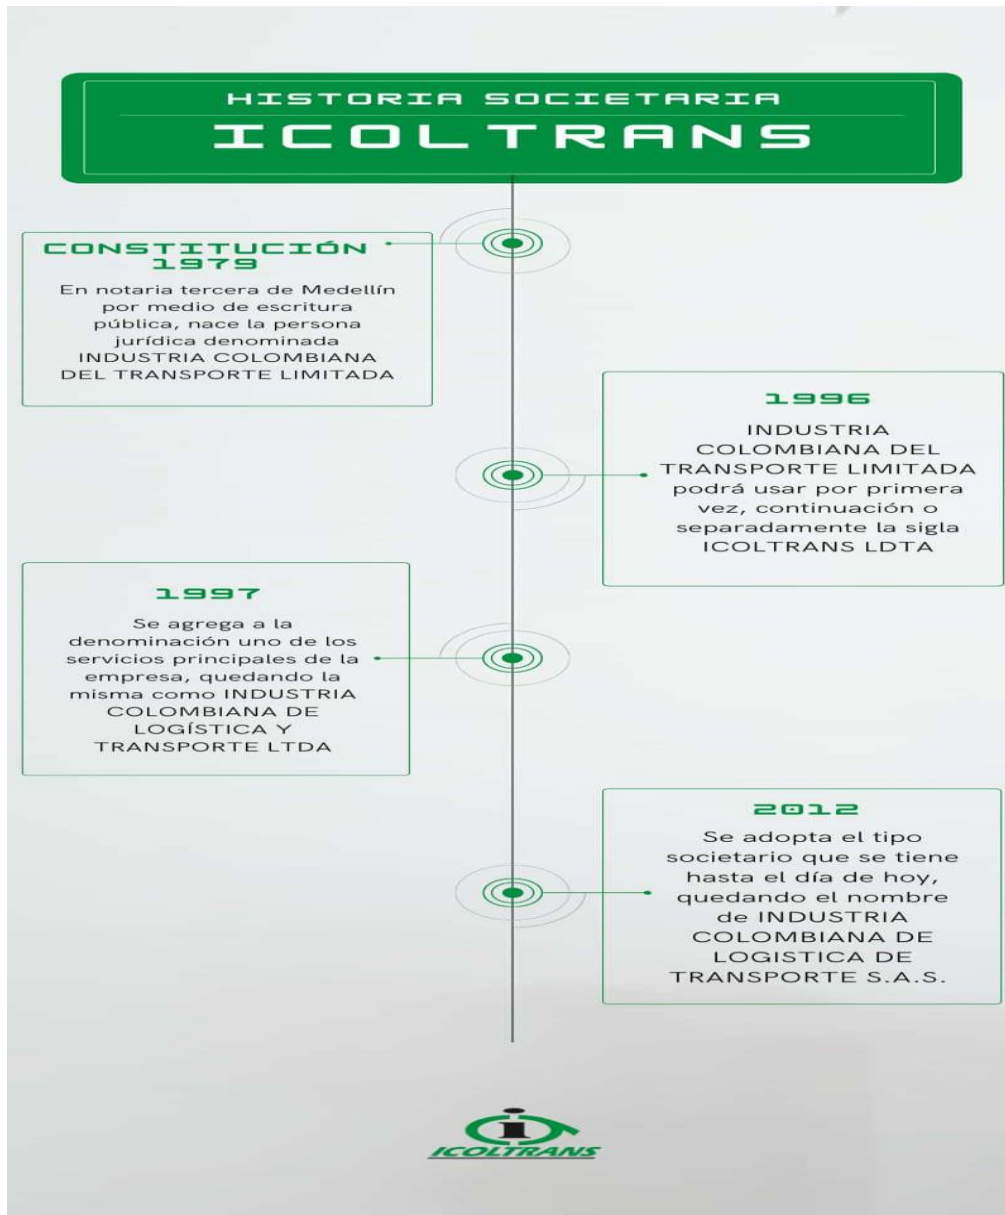 HISTORIA SOCIETARIA
ICOLTRANS
CONSTITUCIÓN
1979
En notaria tercera de Medellín
por medio de escritura
pública, nace la persona
jurídica denominada
INDUSTRIA COLOMBIANA
DEL TRANSPORTE LIMITADA
1996
INDUSTRIA
COLOMBIANA DEL
TRANSPORTE LIMITADA
podrá usar por primera
vez, continuación o
separadamente la sigla
ICOLTRANS LDTA
1997
Se agrega a la
denominación uno de los
servicios principales de la
empresa, quedando la
misma como INDUSTRIA
COLOMBIANA DE
LOGÍSTICA Y
TRANSPORTE LTDA
2012
Se adopta el tipo
societario que se tiene
hasta el día de hoy,
quedando el nombre
de INDUSTRIA
COLOMBIANA DE
LOGISTICA DE
TRANSPORTE S.A.S.
i
ICOLTRANS